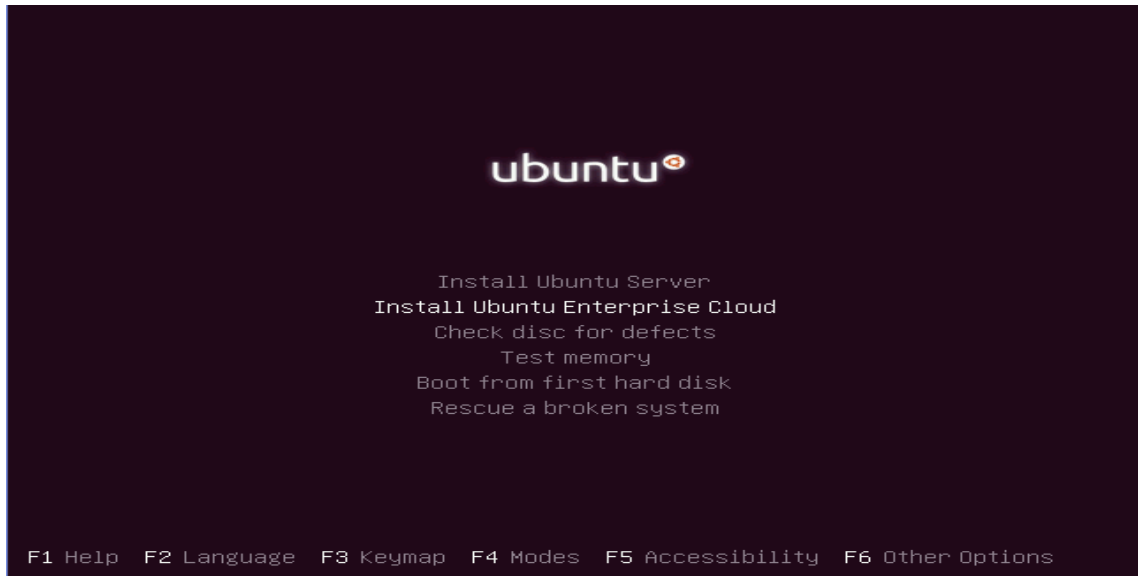 ubuntu
Install Ubuntu Server
Install Ubuntu Enterprise Cloud
Check disc for defects
Test memory
Boot from first hard disk
Rescue a broken system
F1 Help F2 Language F3 Keymap F4 Modes F5 Accessibility F6 Other Options